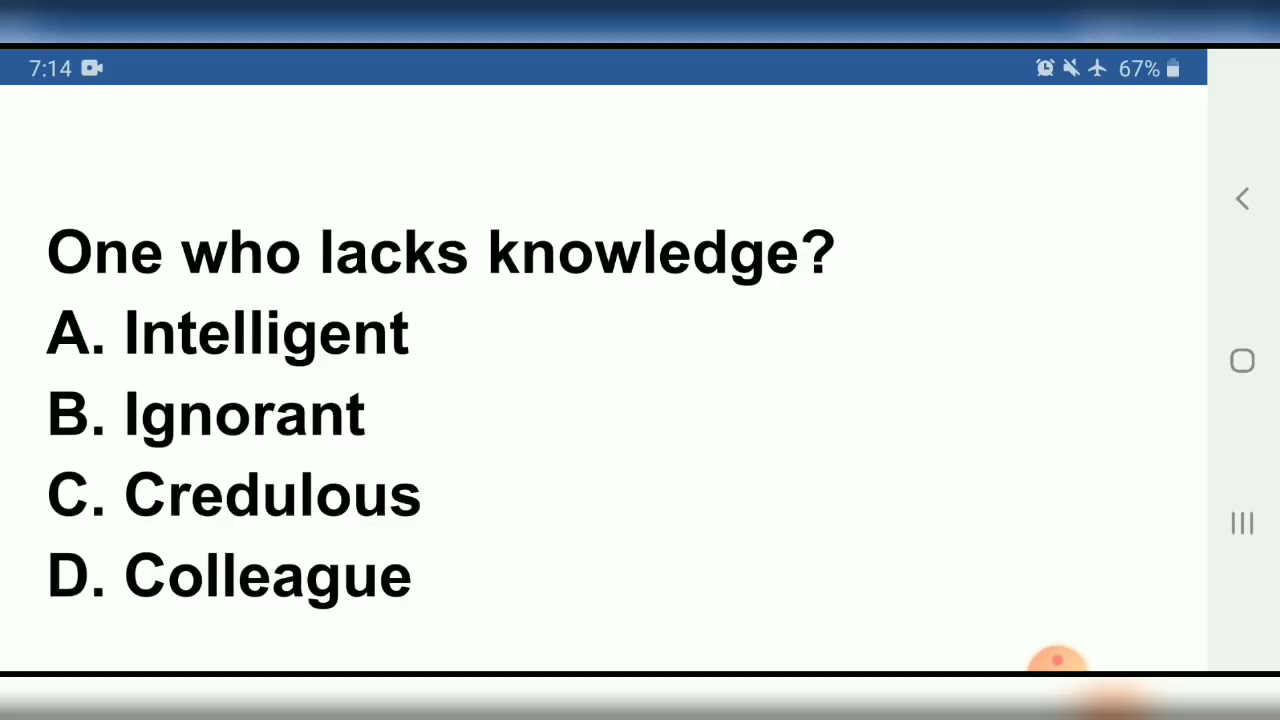 7:14 67%
One who lacks knowledge?
A. Intelligent
B. Ignorant
C. Credulous
D. Colleague